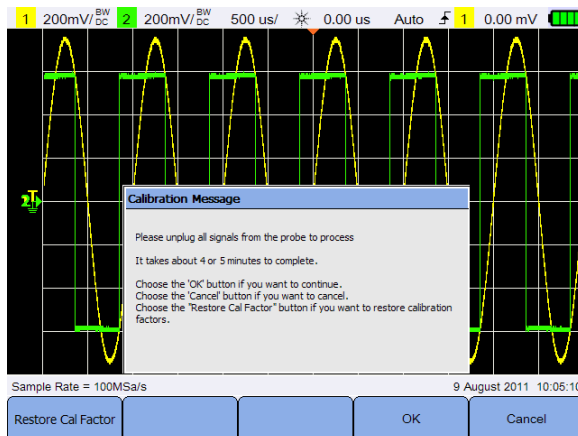 1 200mV/ BW DC 2 200mV/ BW DC 500 us/ 0.00 us Auto 1 0.00 mV
2
Calibration Message
Please unplug all signals from the probe to process
It takes about 4 or 5 minutes to complete.
Choose the 'OK' button if you want to continue.
Choose the 'Cancel' button if you want to cancel.
Choose the "Restore Cal Factor" button if you want to restore calibration
factors.
Sample Rate = 100MSa/s 9 August 2011 10:05:10
Restore Cal Factor OK Cancel